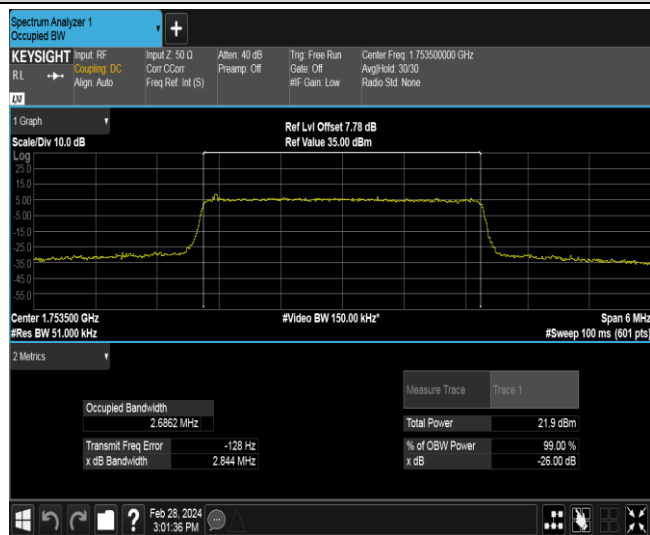 Spectrum Analyzer 1
Occupied BW
+
KEYSIGHT Input: RF Input Z: 50 Ω Atten: 40 dB Trig: Free Run Center Freq: 1.753500000 GHz
RL Coupling: DC Corr CCorr Preamp: Off Gate: Off Avg|Hold: 30/30
Align: Auto Freq Ref: Int (S) #IF Gain: Low Radio Std: None
LXI
1 Graph
Ref Lvl Offset 7.78 dB
Scale/Div 10.0 dB Ref Value 35.00 dBm
Log
25.0
15.0
5.00
-5.00
-15.0
-25.0
-35.0
-45.0
-55.0
Center 1.753500 GHz #Video BW 150.00 kHz* Span 6 MHz
#Res BW 51.000 kHz #Sweep 100 ms (601 pts)
2 Metrics
Measure Trace Trace 1
Occupied Bandwidth
2.6862 MHz
Total Power 21.9 dBm
Transmit Freq Error -128 Hz % of OBW Power 99.00 %
x dB Bandwidth 2.844 MHz x dB -26.00 dB
? Feb 28, 2024
3:01:36 PM